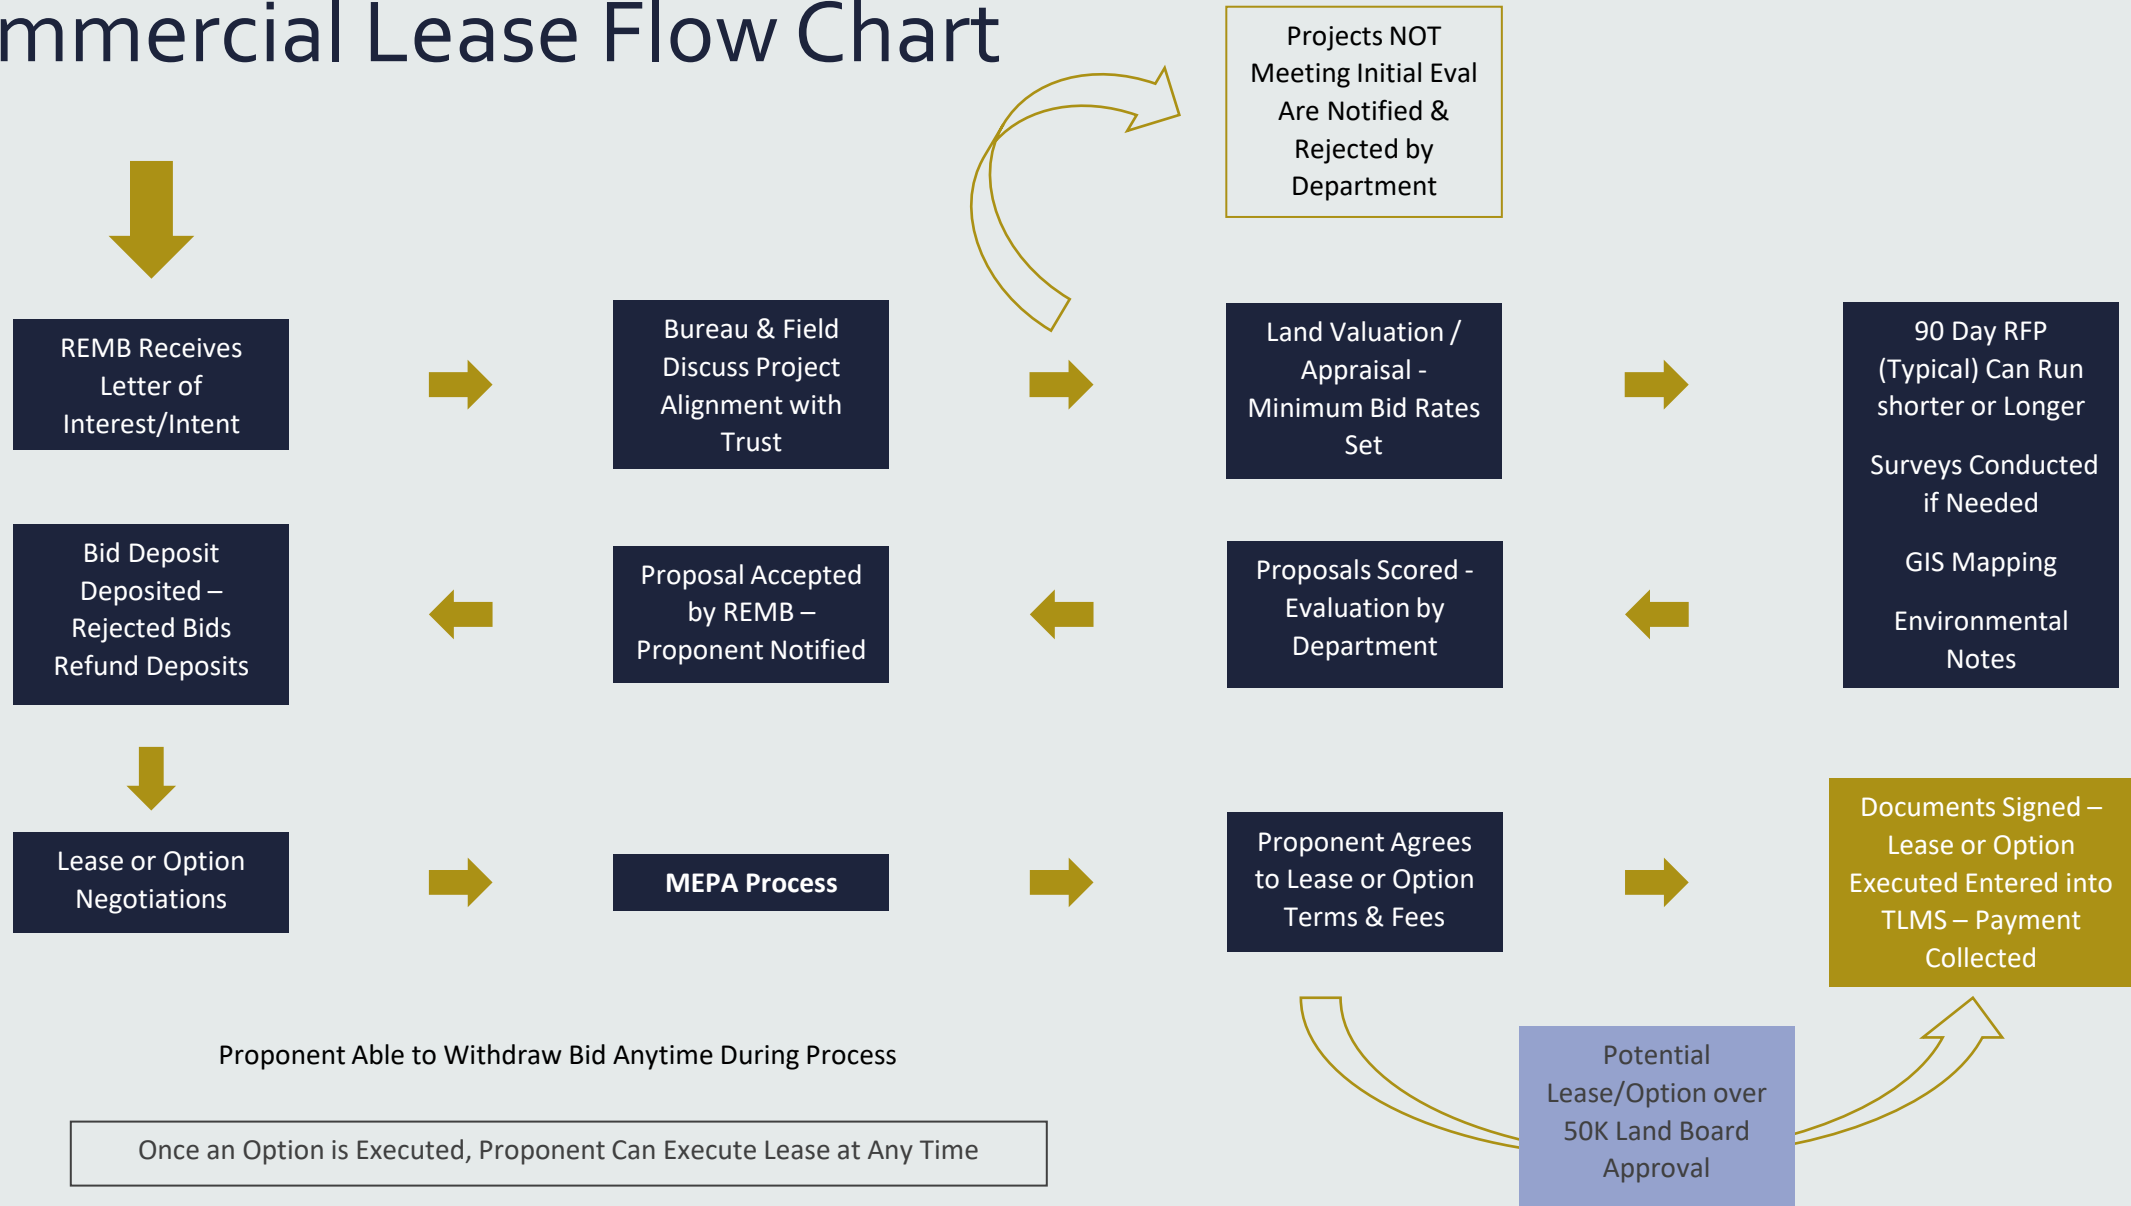 mmercial Lease Flow Chart
Projects NOT
Meeting Initial Eval
Are Notified &
Rejected by
Department
REMB Receives
Letter of
Interest/Intent
Bureau & Field
Discuss Project
Alignment with
Trust
Land Valuation /
Appraisal -
Minimum Bid Rates
Set
90 Day RFP
(Typical) Can Run
shorter or Longer
Surveys Conducted
if Needed
GIS Mapping
Environmental
Notes
Proposals Scored -
Evaluation by
Department
Proposal Accepted
by REMB –
Proponent Notified
Bid Deposit
Deposited –
Rejected Bids
Refund Deposits
Lease or Option
Negotiations
MEPA Process
Proponent Agrees
to Lease or Option
Terms & Fees
Documents Signed –
Lease or Option
Executed Entered into
TLMS – Payment
Collected
Potential
Lease/Option over
50K Land Board
Approval
Proponent Able to Withdraw Bid Anytime During Process
Once an Option is Executed, Proponent Can Execute Lease at Any Time